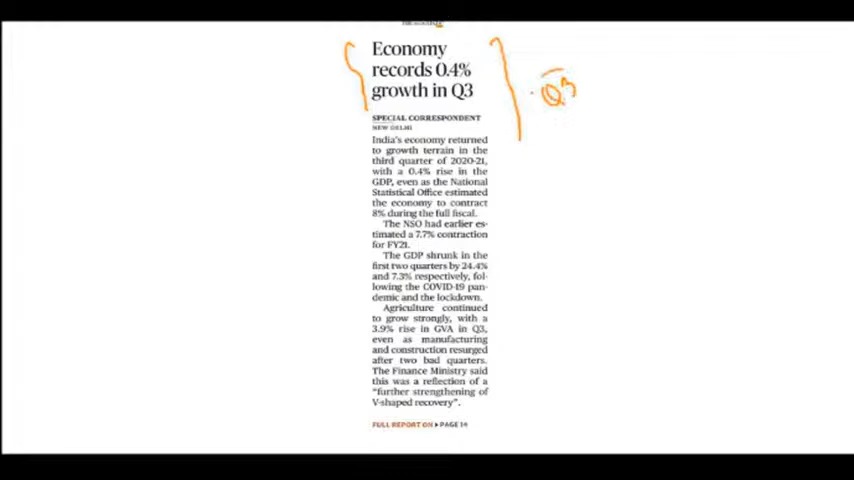 Economy
records 0.4%
growth in Q3
Q3
SPECIAL CORRESPONDENT
NEW DELHI
India's economy returned
to growth terrain in the
third quarter of 2020-21,
with a 0.4% rise in the
GDP, even as the National
Statistical Office estimated
the economy to contract
8% during the full fiscal.
The NSO had earlier es-
timated a 7.7% contraction
for FY21.
The GDP shrunk in the
first two quarters by 24.4%
and 7.3% respectively, fol-
lowing the COVID-19 pan-
demic and the lockdown.
Agriculture continued
to grow strongly, with a
3.9% rise in GVA in Q3,
even as manufacturing
and construction resurged
after two bad quarters.
The Finance Ministry said
this was a reflection of a
“further strengthening of
V-shaped recovery”.
FULL REPORT ON ▸ PAGE 14